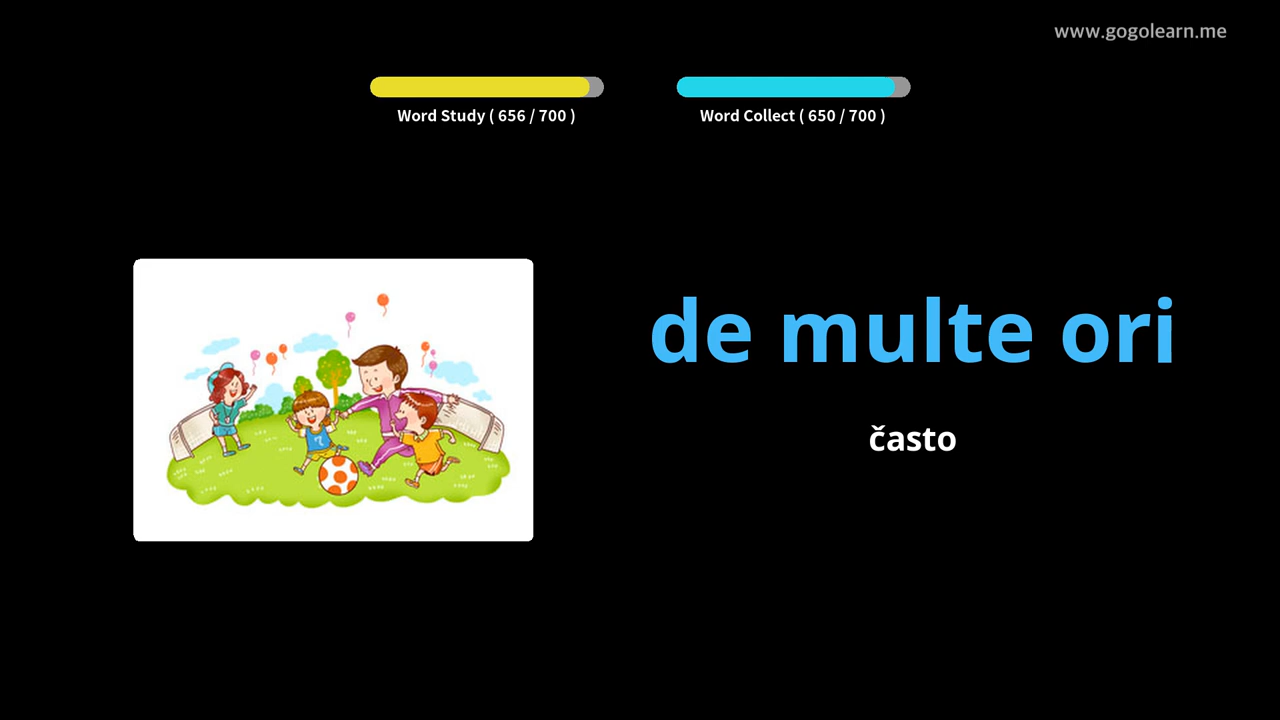 www.gogolearn.me
Word Study ( 656 / 700 )
Word Collect ( 650 / 700 )
de multe ori
často